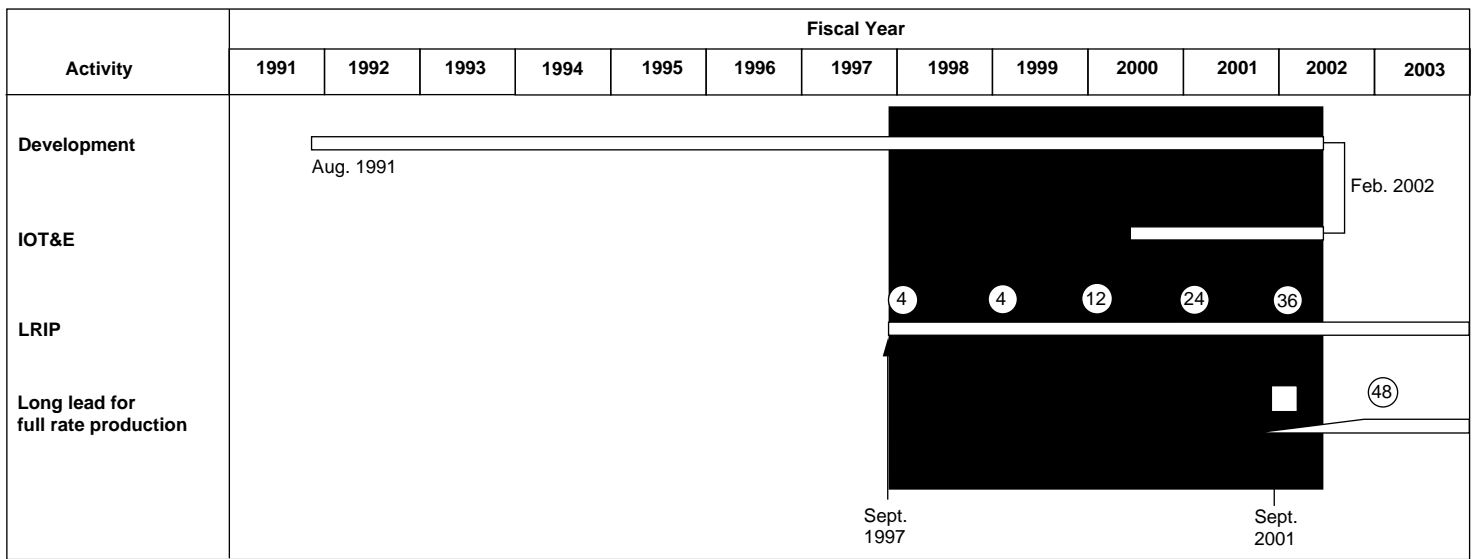 Fiscal Year
Activity 1991 1992 1993 1994 1995 1996 1997 1998 1999 2000 2001 2002 2003
Development
Aug. 1991
Feb. 2002
IOT&E
4 4 12 24 36
LRIP
48
Long lead for
full rate production
Sept.
1997
Sept.
2001